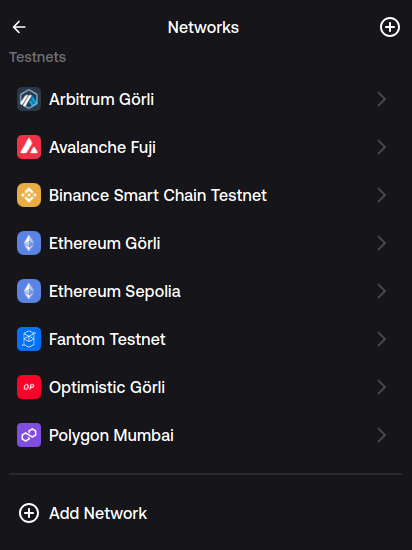 Networks
Testnets
Arbitrum Görli
Avalanche Fuji
Binance Smart Chain Testnet
Ethereum Görli
Ethereum Sepolia
Fantom Testnet
OP
Optimistic Görli
Polygon Mumbai
Add Network